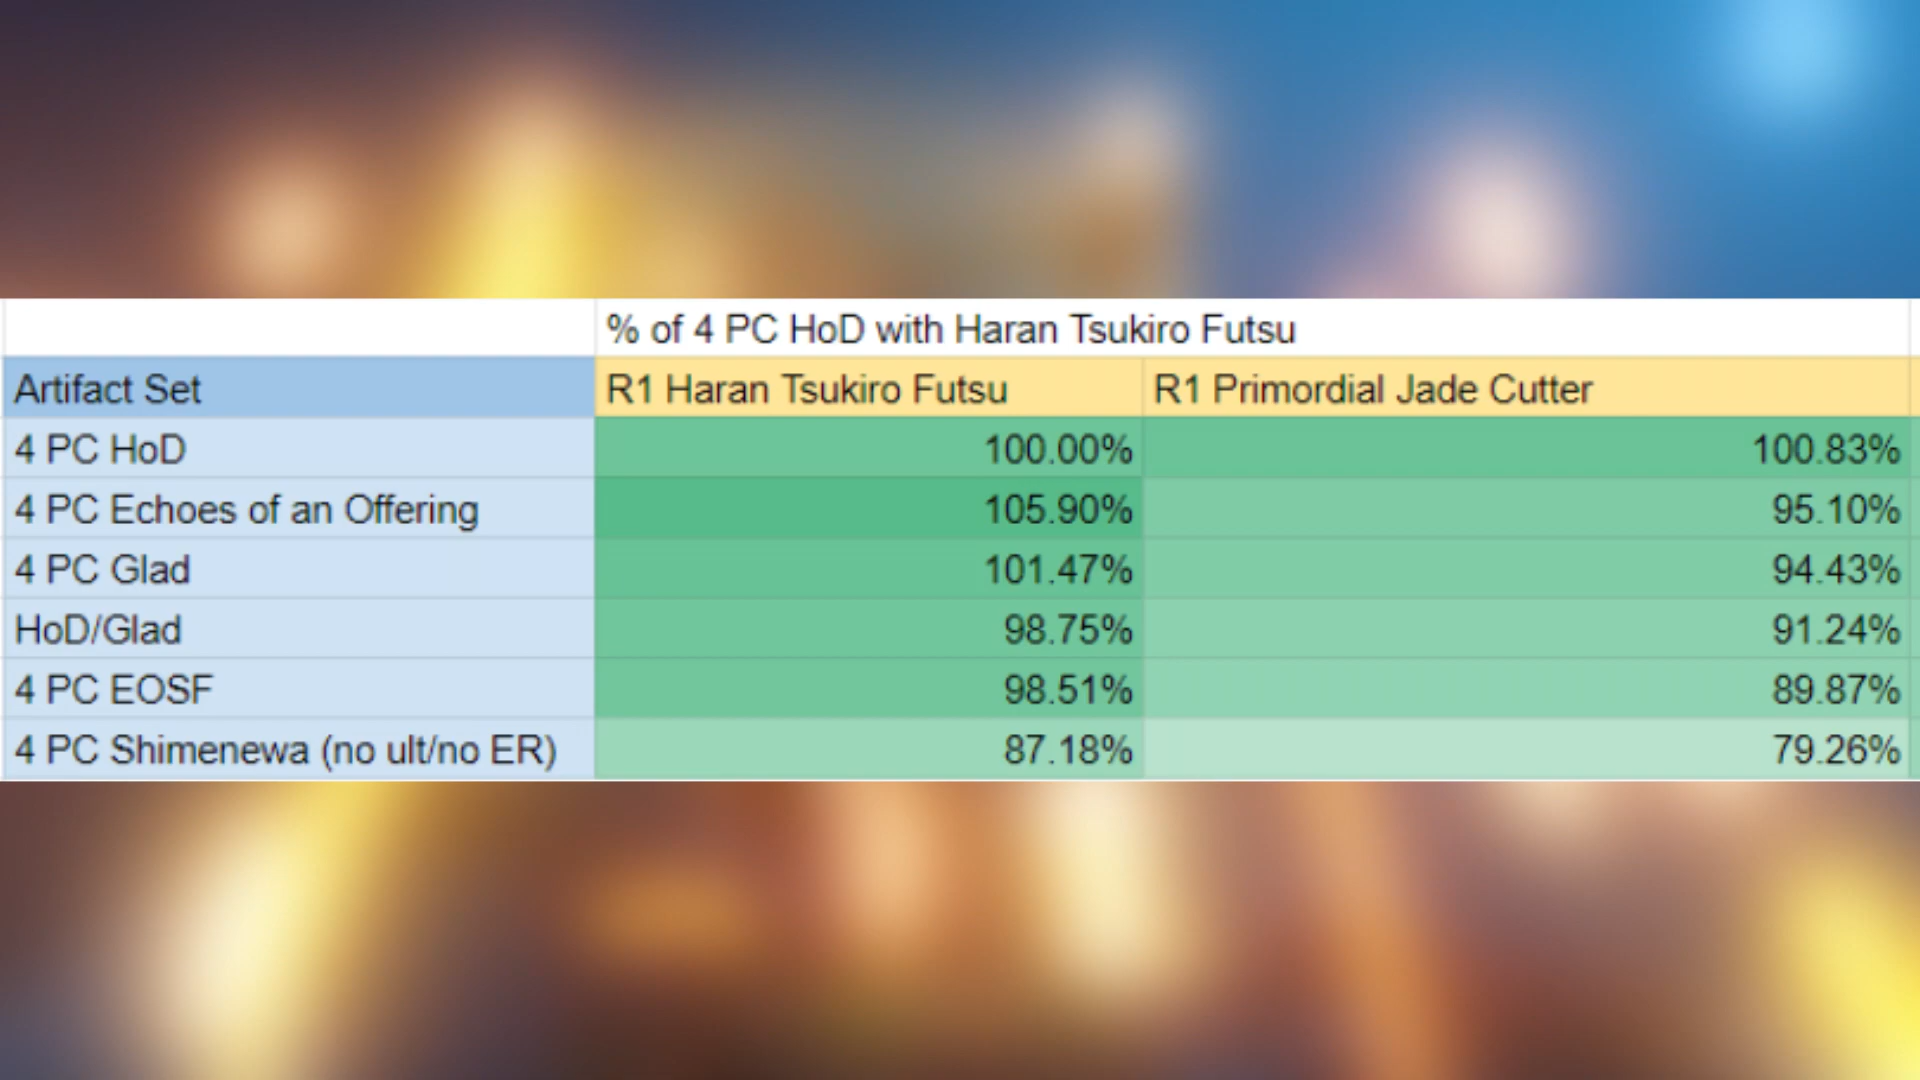 % of 4 PC HoD with Haran Tsukiro Futsu
Artifact Set R1 Haran Tsukiro Futsu R1 Primordial Jade Cutter
4 PC HoD 100.00% 100.83%
4 PC Echoes of an Offering 105.90% 95.10%
4 PC Glad 101.47% 94.43%
HoD/Glad 98.75% 91.24%
4 PC EOSF 98.51% 89.87%
4 PC Shimenewa (no ult/no ER) 87.18% 79.26%